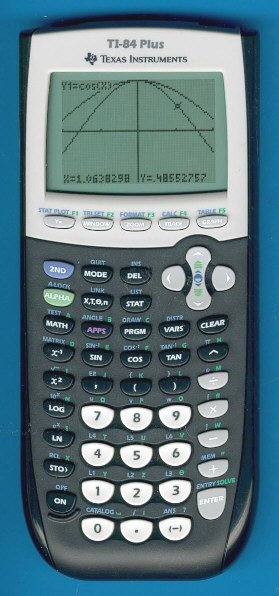 TI-84 Plus
TEXAS INSTRUMENTS
Y1=cos(X)
X=1.0638298 Y=.48552757
STAT PLOT F1 TBLSET F2 FORMAT F3 CALC F4 TABLE F5
Y= WINDOW ZOOM TRACE GRAPH
QUIT INS
2ND MODE DEL
A-LOCK LINK LIST
ALPHA X,T,θ,n STAT
TEST A ANGLE B DRAW C DISTR
MATH APPS PRGM VARS CLEAR
MATRIX D SIN⁻¹ E COS⁻¹ F TAN⁻¹ G π H
x⁻¹ SIN COS TAN ^
x² , ( ) ÷
LOG 7 8 9 ×
L4 T L5 U L6 V
LN 4 5 6 −
RCL X L1 Y L2 Z L3 θ MEM "
STO› 1 2 3 +
OFF CATALOG ⎵ i : ANS ? ENTRY SOLVE
ON 0 . (−) ENTER